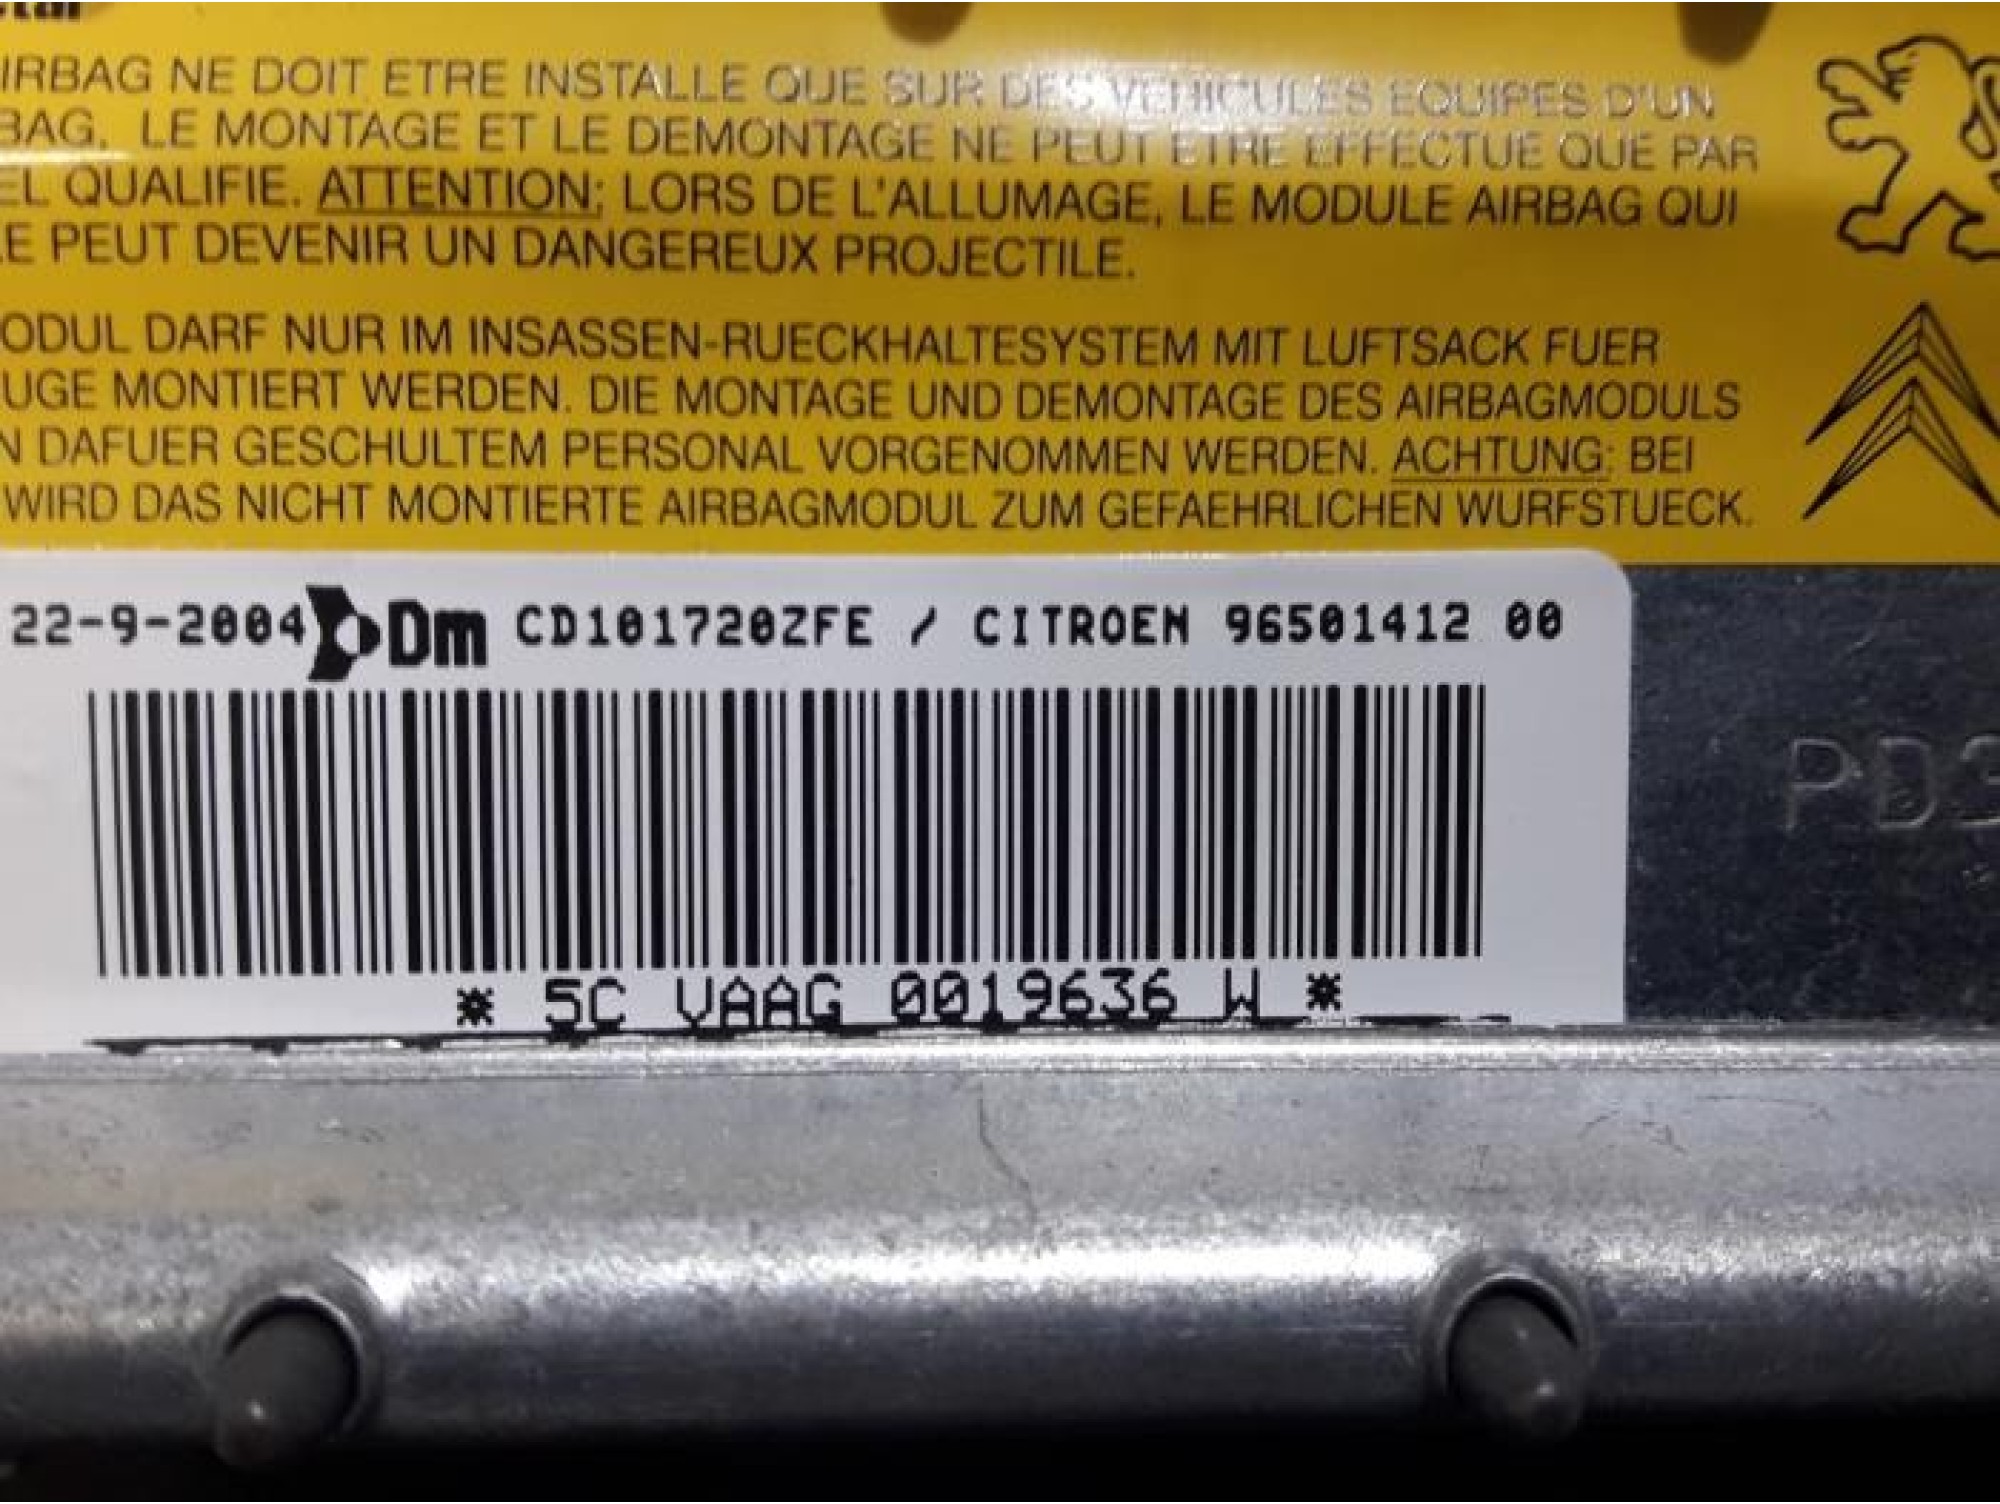 IRBAG NE DOIT ETRE INSTALLE QUE SUR DES VEHICULES EQUIPES D'UN
BAG, LE MONTAGE ET LE DEMONTAGE NE PEUT ETRE EFFECTUE QUE PAR
EL QUALIFIE. ATTENTION; LORS DE L'ALLUMAGE, LE MODULE AIRBAG QUI
E PEUT DEVENIR UN DANGEREUX PROJECTILE.
ODUL DARF NUR IM INSASSEN-RUECKHALTESYSTEM MIT LUFTSACK FUER
UGE MONTIERT WERDEN. DIE MONTAGE UND DEMONTAGE DES AIRBAGMODULS
N DAFUER GESCHULTEM PERSONAL VORGENOMMEN WERDEN. ACHTUNG: BEI
WIRD DAS NICHT MONTIERTE AIRBAGMODUL ZUM GEFAEHRLICHEN WURFSTUECK.
22-9-2004 Dm CD101720ZFE / CITROEN 96501412 00
* 5C VAAG 0019636 W *
PD3